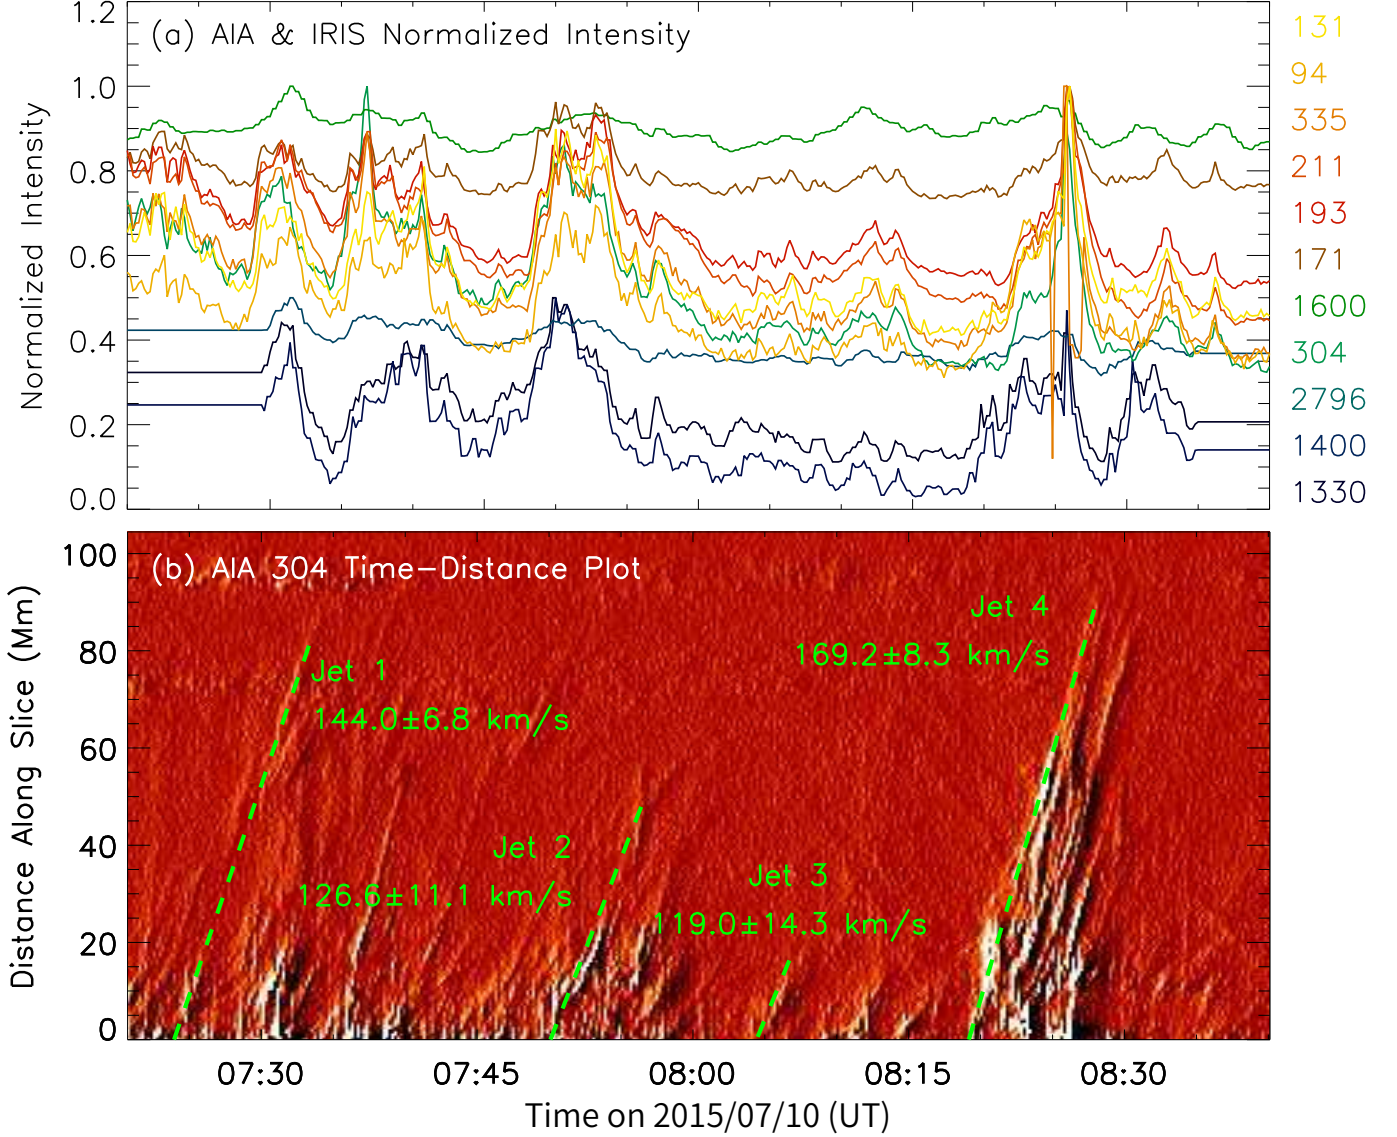 (a) AIA & IRIS Normalized Intensity
Normalized Intensity
1.2
1.0
0.8
0.6
0.4
0.2
0.0
131
94
335
211
193
171
1600
304
2796
1400
1330
(b) AIA 304 Time-Distance Plot
Distance Along Slice (Mm)
100
80
60
40
20
0
Jet 1
144.0±6.8 km/s
Jet 2
126.6±11.1 km/s
Jet 3
119.0±14.3 km/s
Jet 4
169.2±8.3 km/s
07:30 07:45 08:00 08:15 08:30
Time on 2015/07/10 (UT)